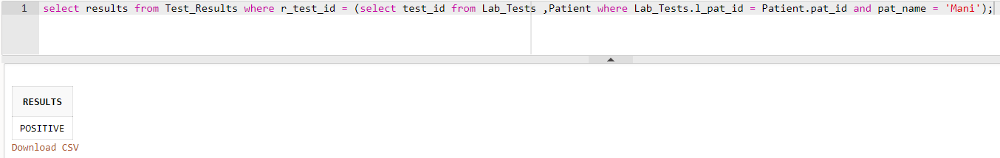 1 select results from Test_Results where r_test_id = (select test_id from Lab_Tests ,Patient where Lab_Tests.l_pat_id = Patient.pat_id and pat_name = 'Mani');
RESULTS
POSITIVE
Download CSV